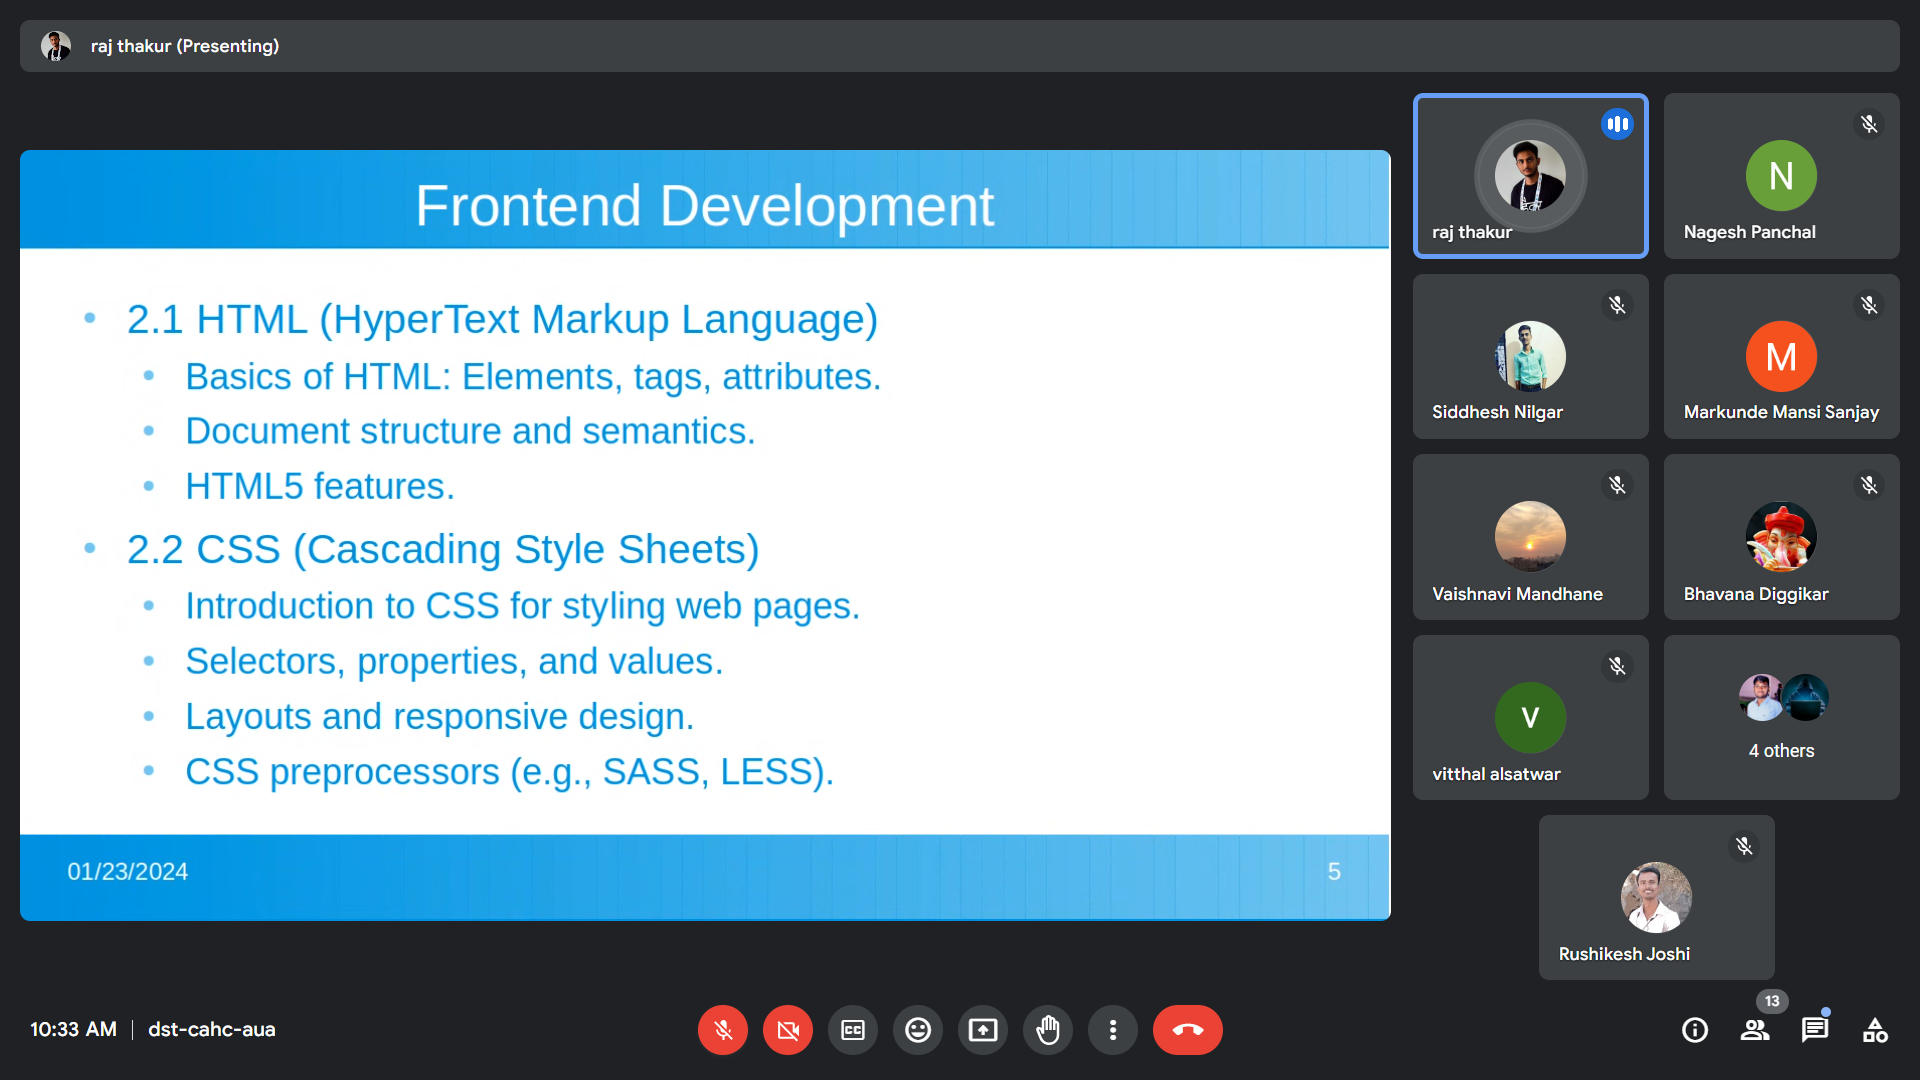 raj thakur (Presenting)
Frontend Development
2.1 HTML (HyperText Markup Language)
Basics of HTML: Elements, tags, attributes.
Document structure and semantics.
HTML5 features.
2.2 CSS (Cascading Style Sheets)
Introduction to CSS for styling web pages.
Selectors, properties, and values.
Layouts and responsive design.
CSS preprocessors (e.g., SASS, LESS).
01/23/2024
5
raj thakur
N
Nagesh Panchal
Siddhesh Nilgar
M
Markunde Mansi Sanjay
Vaishnavi Mandhane
Bhavana Diggikar
V
vitthal alsatwar
4 others
Rushikesh Joshi
10:33 AM | dst-cahc-aua
CC
13